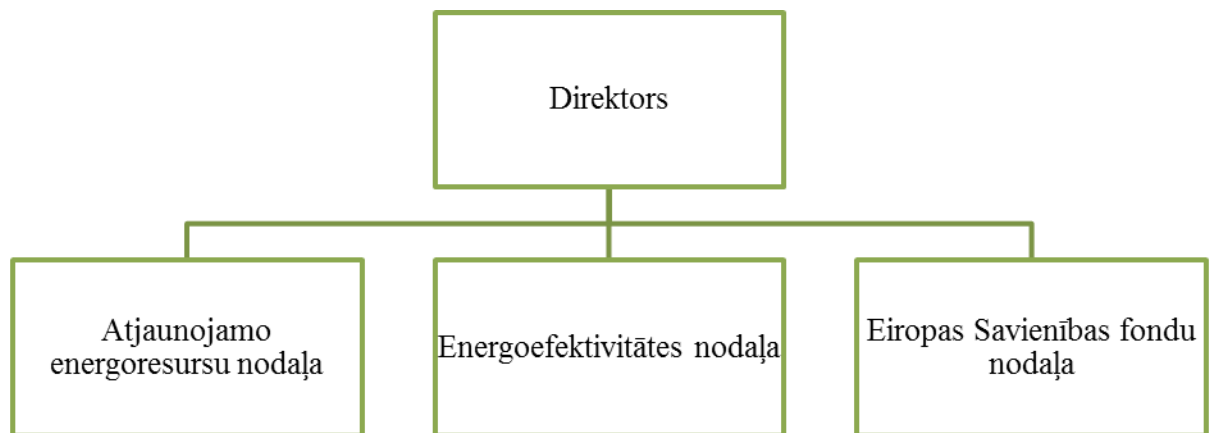 Direktors
Atjaunojamo
energoresursu nodaļa
Energoefektivitātes nodaļa
Eiropas Savienības fondu
nodaļa